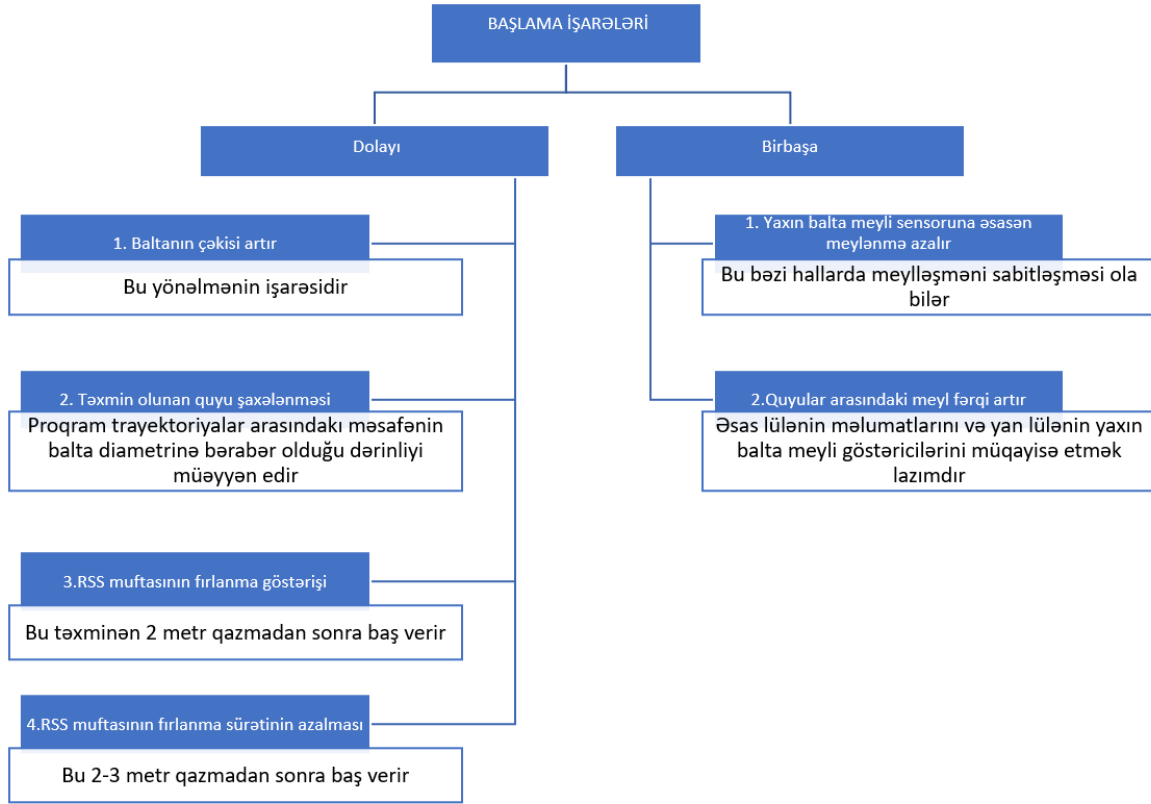 BAŞLAMA İŞARƏLƏRİ
Dolayı
1. Baltanın çəkisi artır
Bu yönəlmənin işarəsidir
2. Təxmin olunan quyu şaxələnməsi
Proqram trayektoriyalar arasındakı məsafənin
balta diametrinə bərabər olduğu dərinliyi
müəyyən edir
3.RSS muftasının fırlanma göstərişi
Bu təxminən 2 metr qazmadan sonra baş verir
4.RSS muftasının fırlanma sürətinin azalması
Bu 2-3 metr qazmadan sonra baş verir
Birbaşa
1. Yaxın balta meyli sensoruna əsasən
meylənmə azalır
Bu bəzi hallarda meylləşməni sabitləşməsi ola
bilər
2.Quyular arasındaki meyl fərqi artır
Əsas lülənin məlumatlarını və yan lülənin yaxın
balta meyli göstəricilərini müqayisə etmək
lazımdır